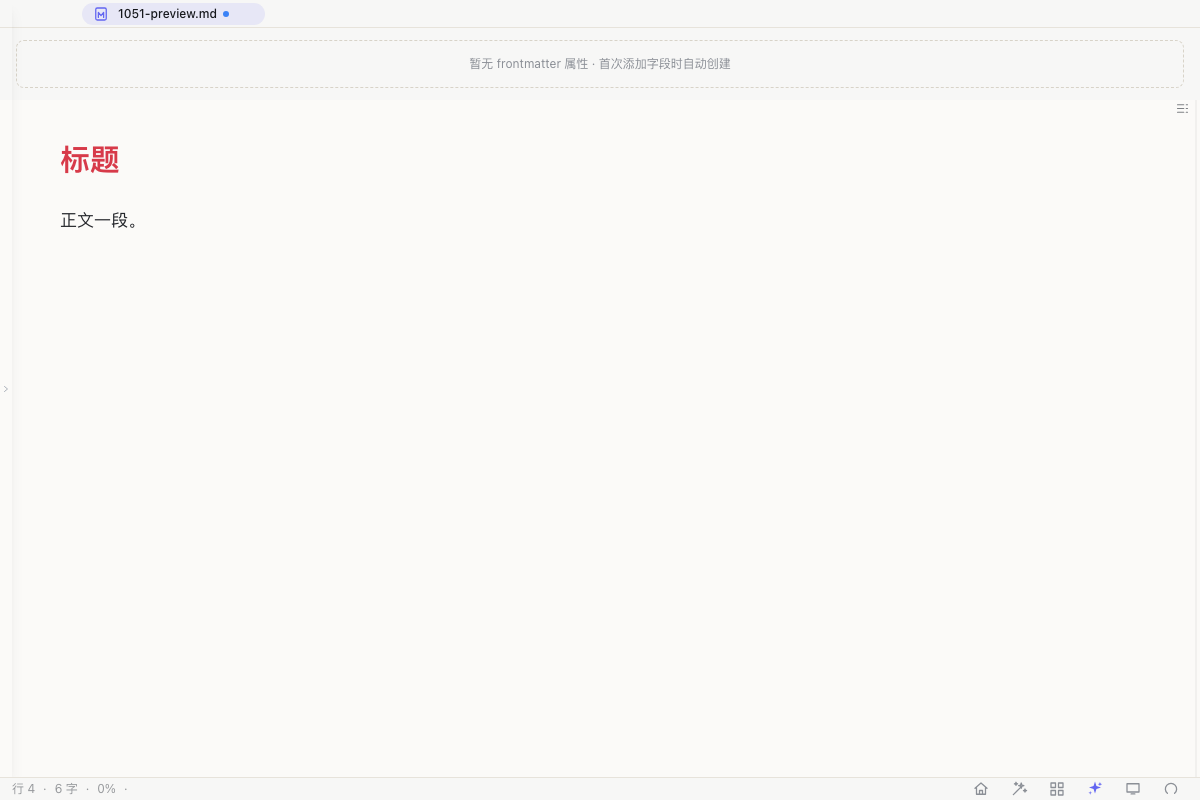 1051-preview.md
暂无 frontmatter 属性 · 首次添加字段时自动创建
标题
正文一段。
行 4 · 6 字 · 0% ·